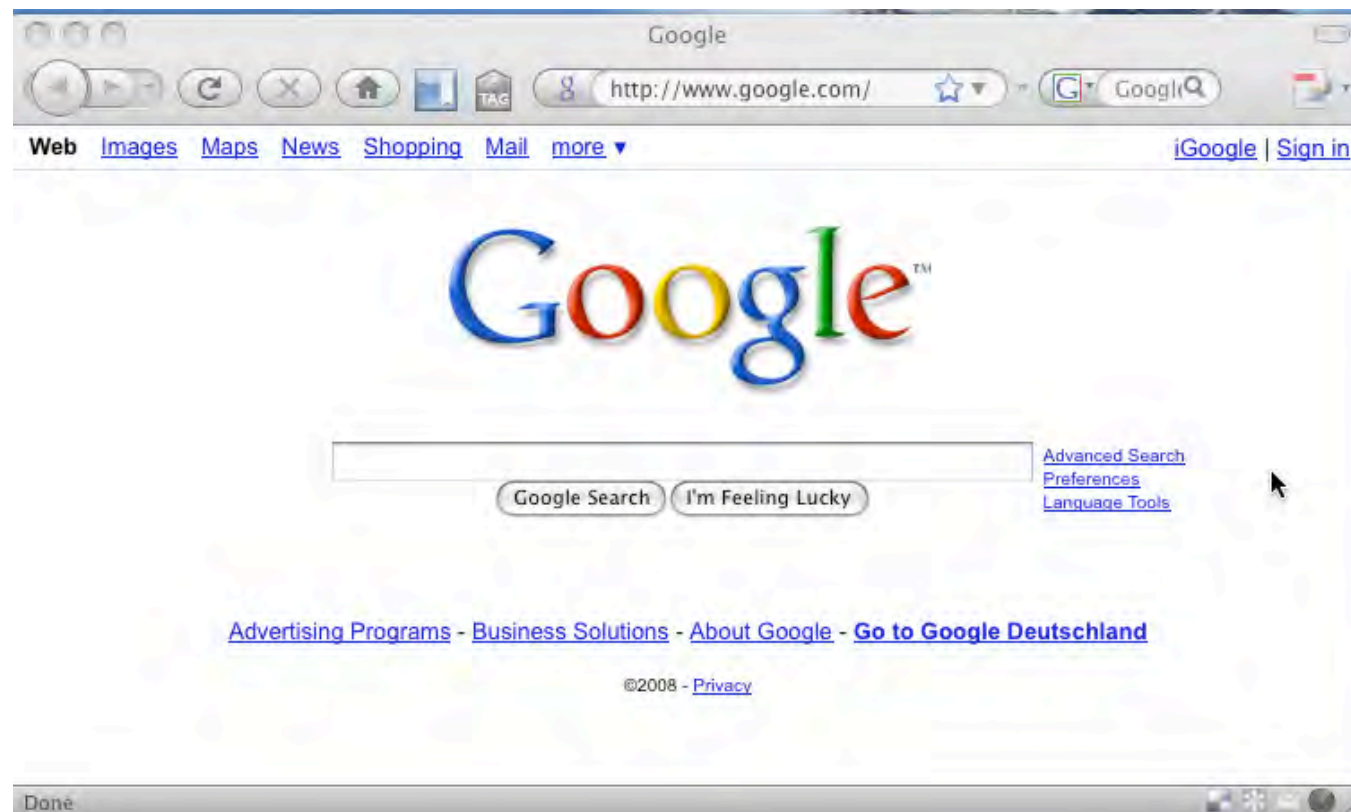 Google
TAG http://www.google.com/ G
Web Images Maps News Shopping Mail more ▼ iGoogle | Sign in
Google™
Advanced Search
Preferences
Language Tools
Google Search I'm Feeling Lucky
Advertising Programs - Business Solutions - About Google - Go to Google Deutschland
©2008 - Privacy
Done